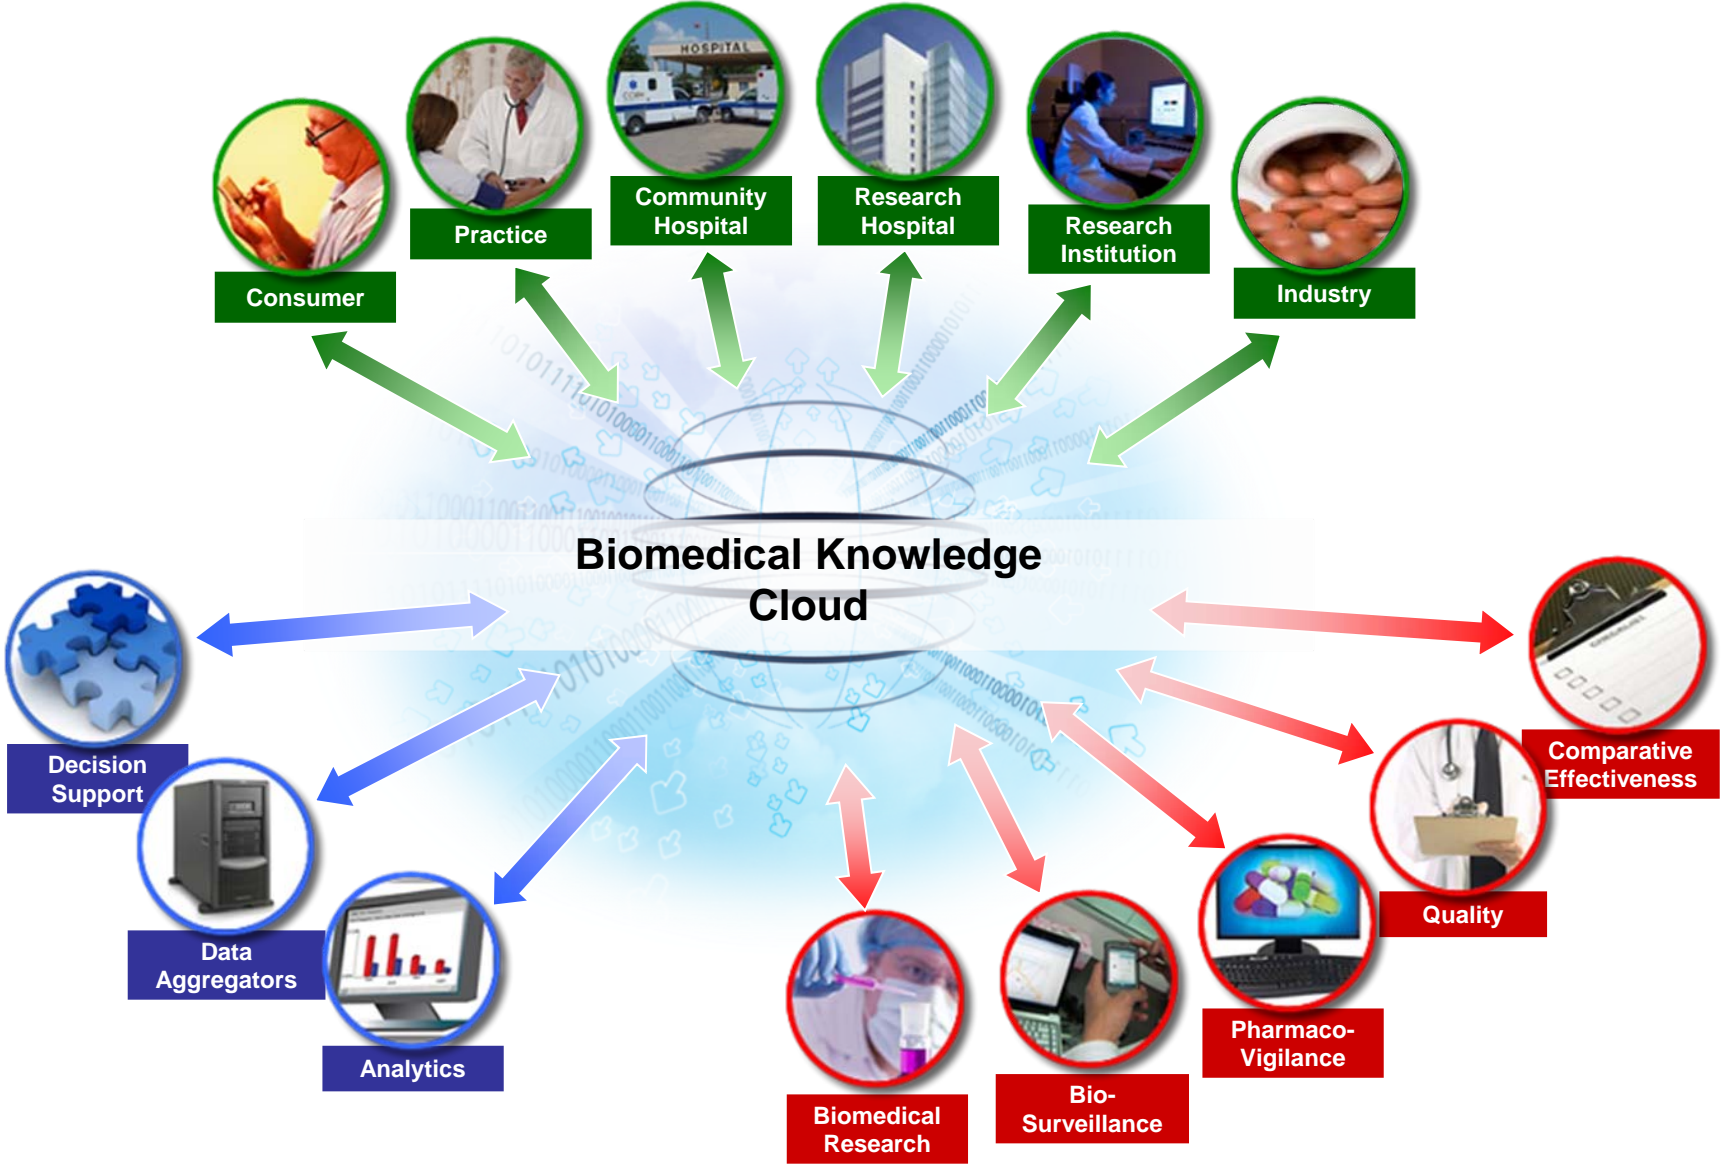 HOSPITAL
Consumer
Practice
Community
Hospital
Research
Hospital
Research
Institution
Industry
Biomedical Knowledge
Cloud
Decision
Support
Data
Aggregators
Analytics
Biomedical
Research
Bio-
Surveillance
Pharmaco-
Vigilance
Quality
Comparative
Effectiveness